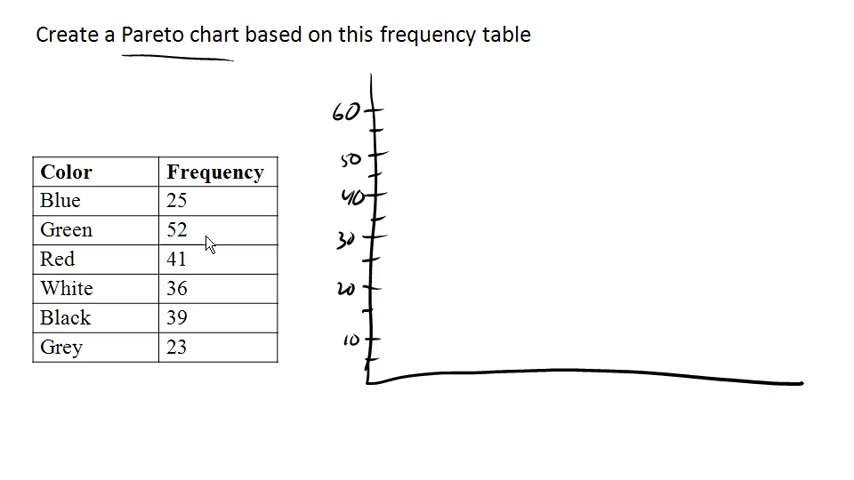 Create a Pareto chart based on this frequency table
60
50
40
30
20
10
Color Frequency
Blue 25
Green 52
Red 41
White 36
Black 39
Grey 23